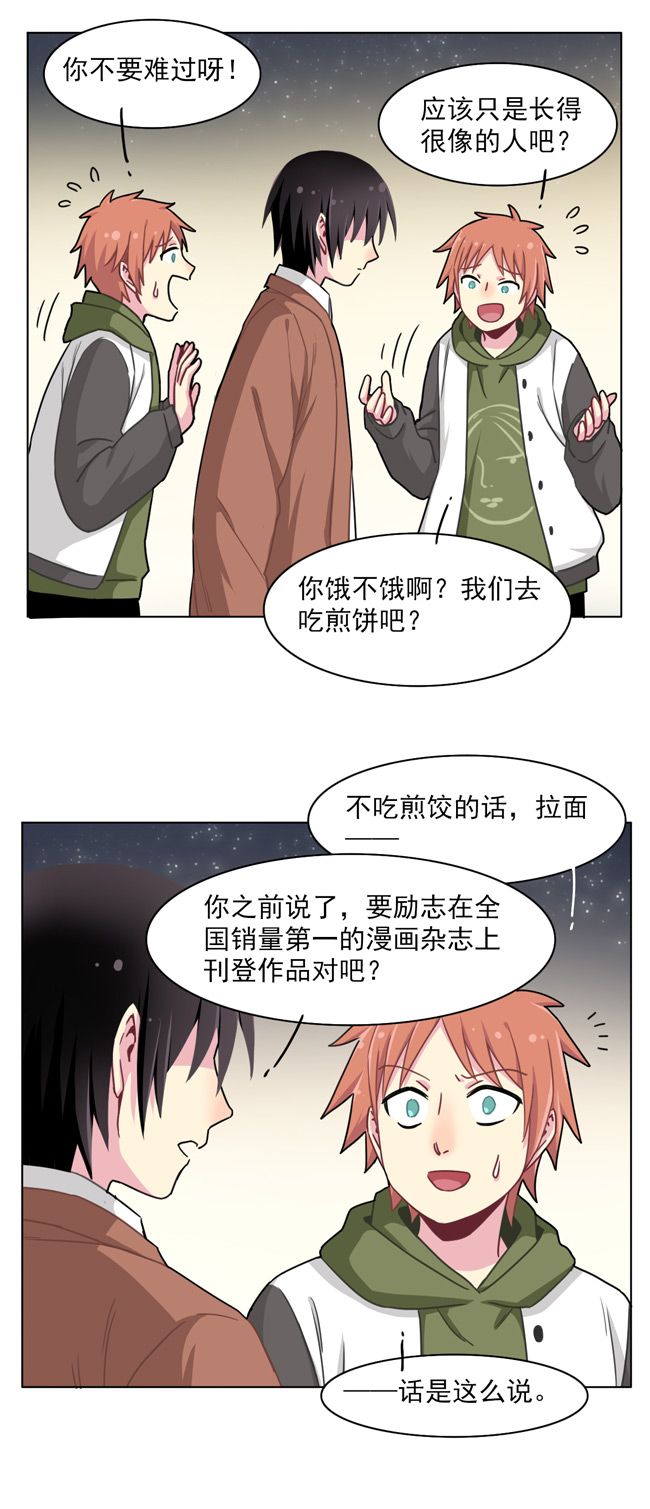 你不要难过呀！
应该只是长得
很像的人吧？
你饿不饿啊？我们去
吃煎饼吧？
不吃煎饺的话，拉面
——
你之前说了，要励志在全
国销量第一的漫画杂志上
刊登作品对吧？
——话是这么说。